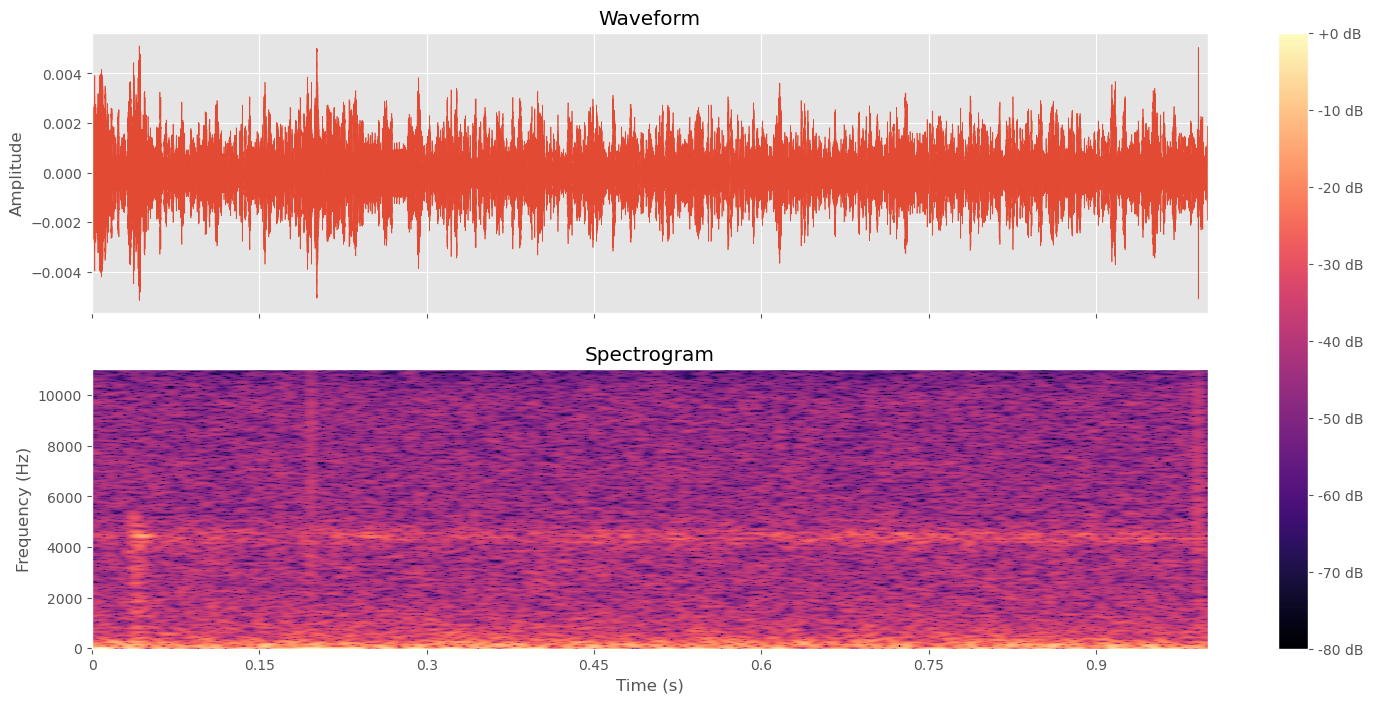 Waveform
Amplitude
0.004
0.002
0.000
−0.002
−0.004
Spectrogram
Frequency (Hz)
10000
8000
6000
4000
2000
0
0
0.15
0.3
0.45
0.6
0.75
0.9
Time (s)
+0 dB
-10 dB
-20 dB
-30 dB
-40 dB
-50 dB
-60 dB
-70 dB
-80 dB